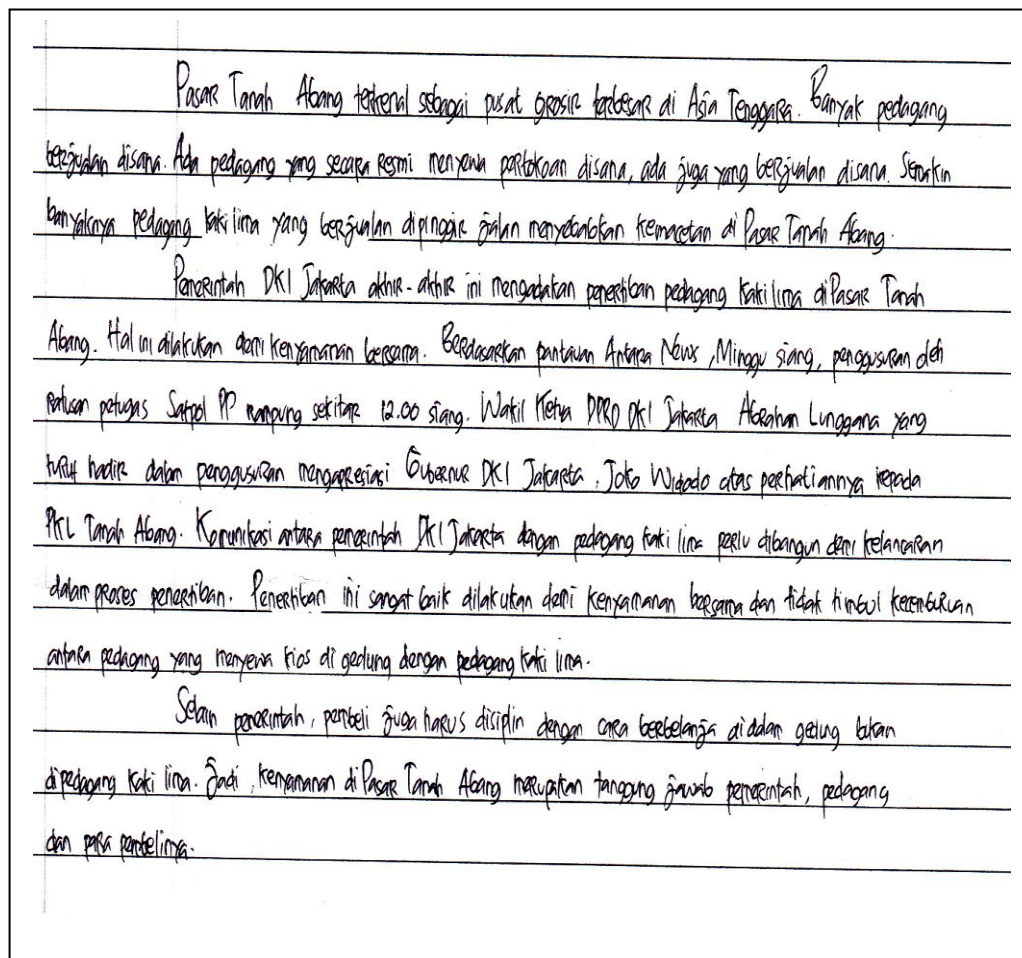 Pasar Tanah Abang terkenal sebagai pusat grosir terbesar di Asia Tenggara. Banyak pedagang
berjualan disana. Ada pedagang yang secara resmi menyewa pertokoan disana, ada juga yang berjualan disana. Semakin
banyaknya pedagang kaki lima yang berjualan dipinggir jalan menyebabkan kemacetan di Pasar Tanah Abang.
Pemerintah DKI Jakarta akhir-akhir ini mengadakan penertiban pedagang kaki lima di Pasar Tanah
Abang. Hal ini dilakukan demi kenyamanan bersama. Berdasarkan pantauan Antara News, Minggu siang, penggusuran oleh
ratusan petugas Satpol PP rampung sekitar 12.00 siang. Wakil Ketua DPRD DKI Jakarta Abraham Lunggana yang
turut hadir dalam penggusuran mengapresiasi Gubernur DKI Jakarta, Joko Widodo atas perhatiannya kepada
PKL Tanah Abang. Komunikasi antara pemerintah DKI Jakarta dengan pedagang kaki lima perlu dibangun demi kelancaran
dalam proses penertiban. Penertiban ini sangat baik dilakukan demi kenyamanan bersama dan tidak timbul kecemburuan
antara pedagang yang menyewa kios di gedung dengan pedagang kaki lima.
Selain pemerintah, pembeli juga harus disiplin dengan cara berbelanja didalam gedung bukan
dipedagang kaki lima. Jadi, kenyamanan di Pasar Tanah Abang merupakan tanggung jawab pemerintah, pedagang
dan para pembelinya.